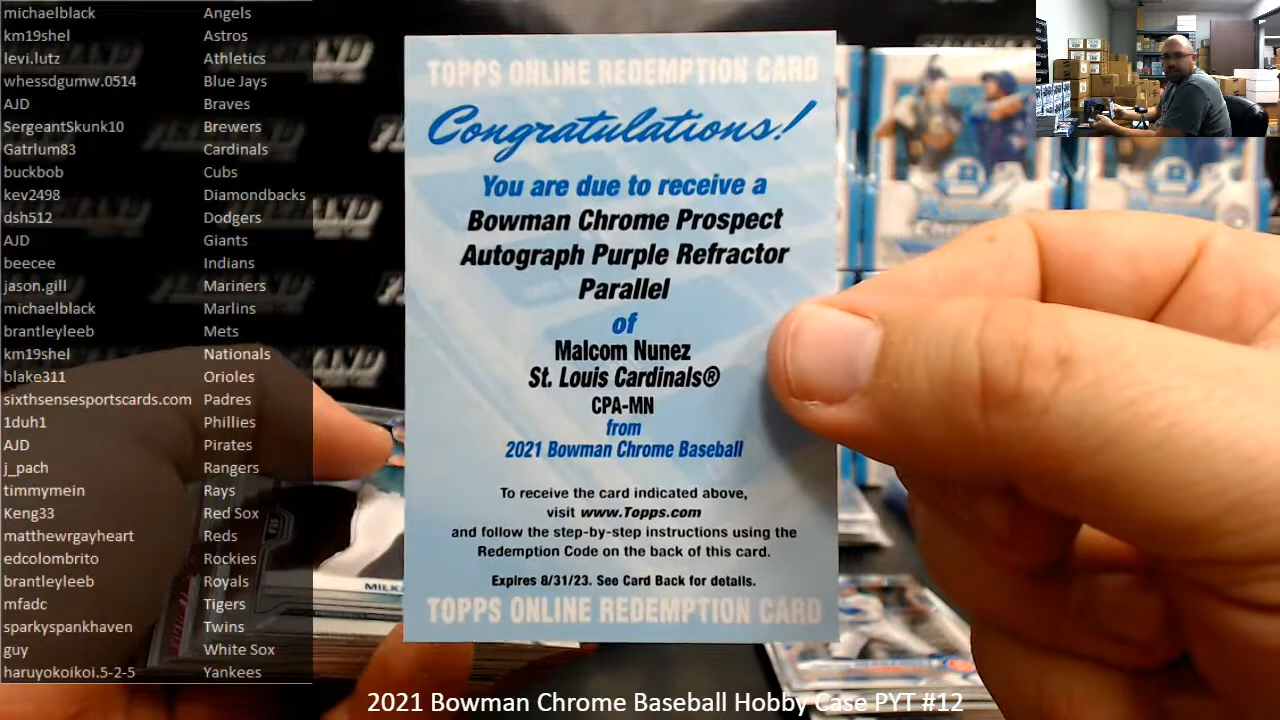 michaelblack Angels
km19shel Astros
levi.lutz Athletics
whessdgumw.0514 Blue Jays
AJD Braves
SergeantSkunk10 Brewers
Gatrlum83 Cardinals
buckbob Cubs
kev2498 Diamondbacks
dsh512 Dodgers
AJD Giants
beecee Indians
jason.gill Mariners
michaelblack Marlins
brantleyleeb Mets
km19shel Nationals
blake311 Orioles
sixthsensesportscards.com Padres
1duh1 Phillies
AJD Pirates
j_pach Rangers
timmymein Rays
Keng33 Red Sox
matthewrgayheart Reds
edcolombrito Rockies
brantleyleeb Royals
mfadc Tigers
sparkyspankhaven Twins
guy White Sox
haruyokoikoi.5-2-5 Yankees
TOPPS ONLINE REDEMPTION CARD
Congratulations!
You are due to receive a
Bowman Chrome Prospect
Autograph Purple Refractor
Parallel
of
Malcom Nunez
St. Louis Cardinals®
CPA-MN
from
2021 Bowman Chrome Baseball
To receive the card indicated above,
visit www.Topps.com
and follow the step-by-step instructions using the
Redemption Code on the back of this card.
Expires 8/31/23. See Card Back for details.
TOPPS ONLINE REDEMPTION CARD
2021 Bowman Chrome Baseball Hobby Case PYT #12